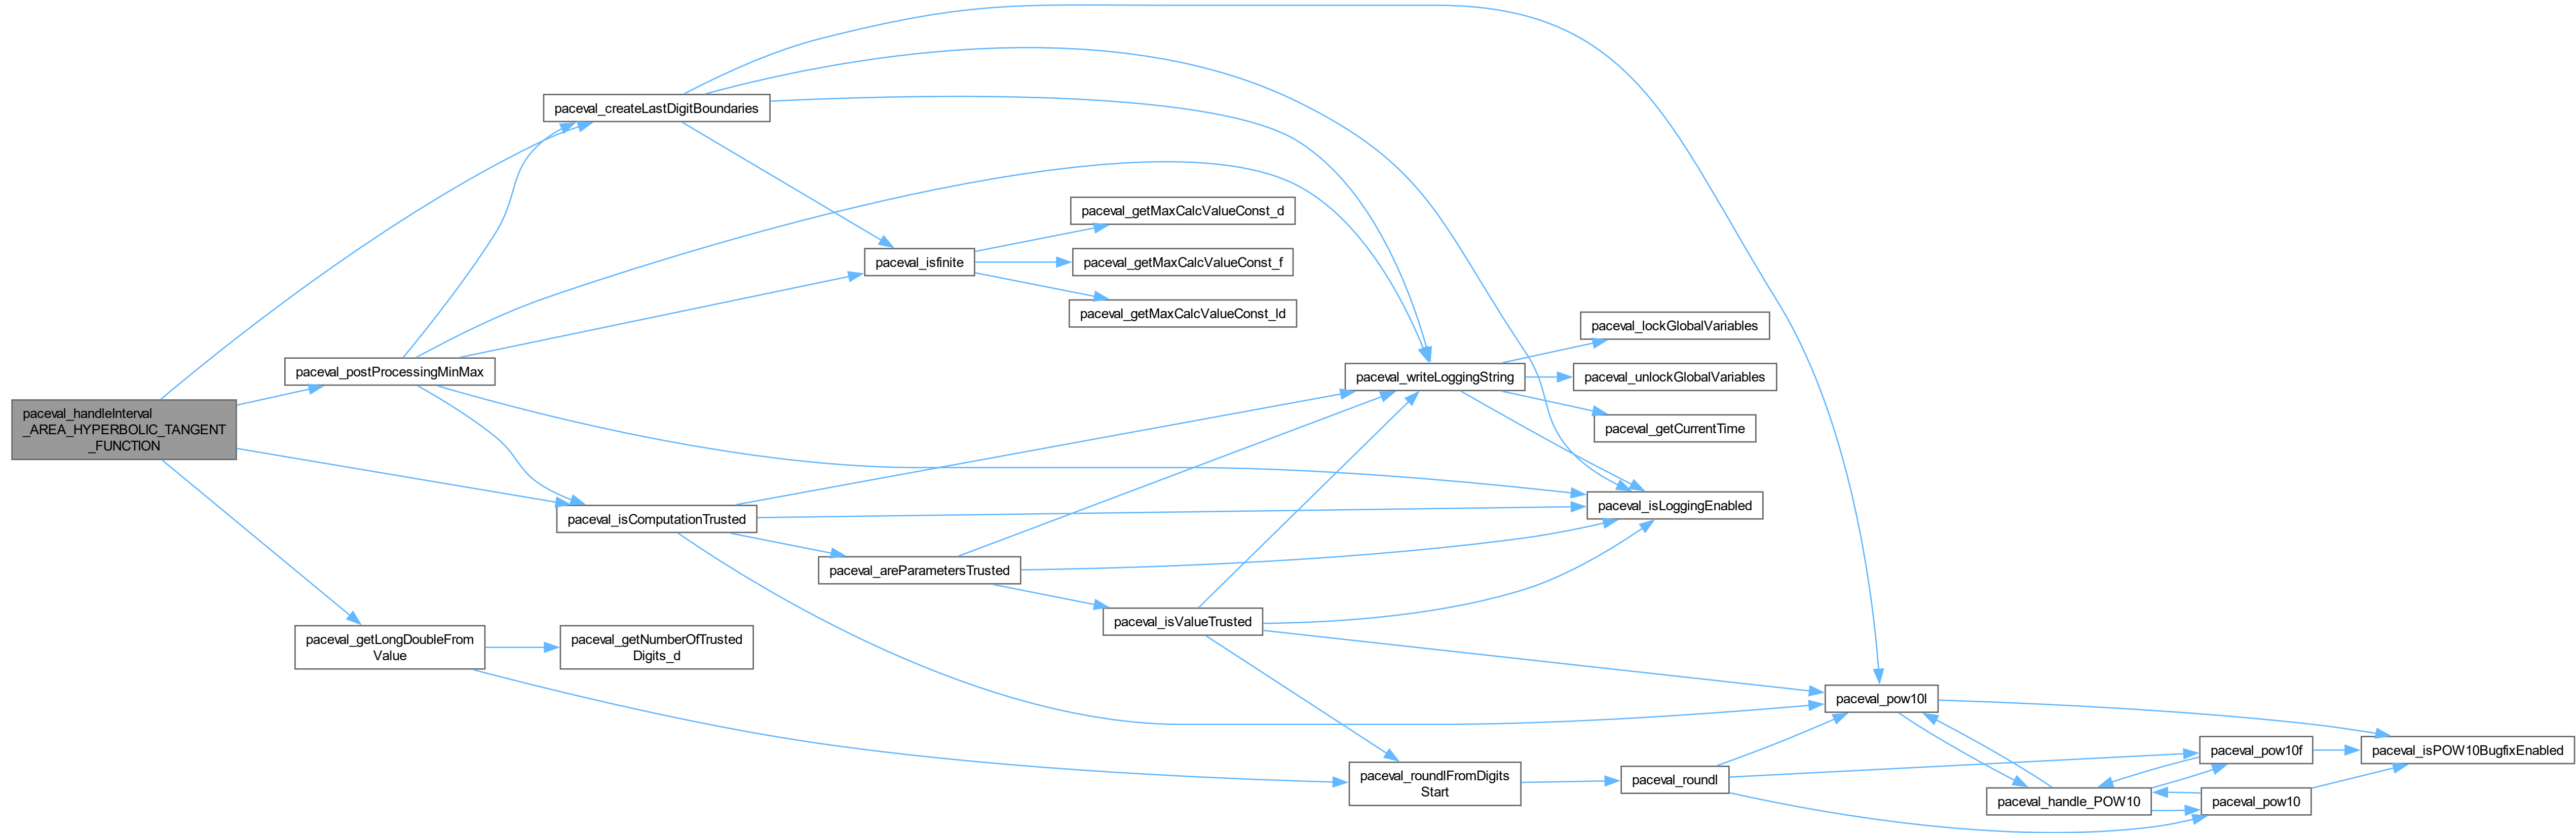 paceval_createLastDigitBoundaries
paceval_getMaxCalcValueConst_d
paceval_isfinite
paceval_getMaxCalcValueConst_f
paceval_getMaxCalcValueConst_ld
paceval_lockGlobalVariables
paceval_postProcessingMinMax
paceval_writeLoggingString
paceval_unlockGlobalVariables
paceval_handleInterval
_AREA_HYPERBOLIC_TANGENT
_FUNCTION
paceval_getCurrentTime
paceval_isComputationTrusted
paceval_isLoggingEnabled
paceval_areParametersTrusted
paceval_isValueTrusted
paceval_getLongDoubleFrom
Value
paceval_getNumberOfTrusted
Digits_d
paceval_pow10l
paceval_roundlFromDigits
Start
paceval_roundl
paceval_pow10f
paceval_isPOW10BugfixEnabled
paceval_handle_POW10
paceval_pow10